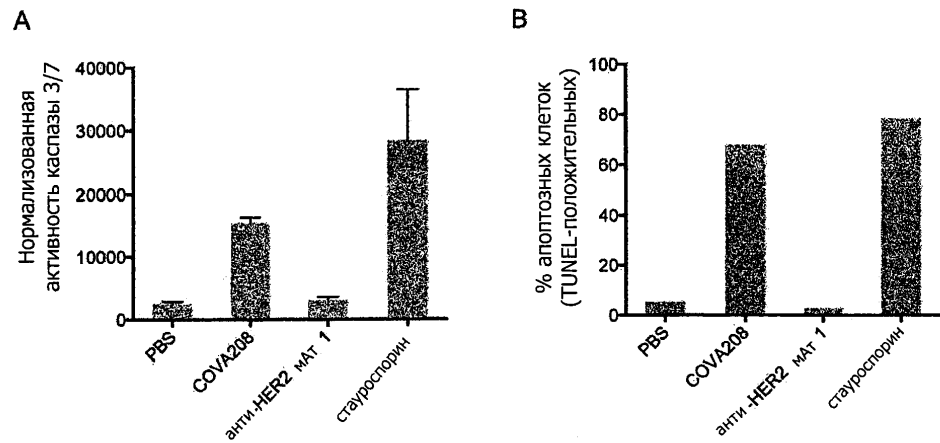 A
Нормализованная
активность каспазы 3/7
40000
30000
20000
10000
0
PBS
COVA208
анти-HER2 мАт 1
стауроспорин
B
% апоптозных клеток
(TUNEL-положительных)
100
80
60
40
20
0
PBS
COVA208
анти -HER2 мАт 1
стауроспорин